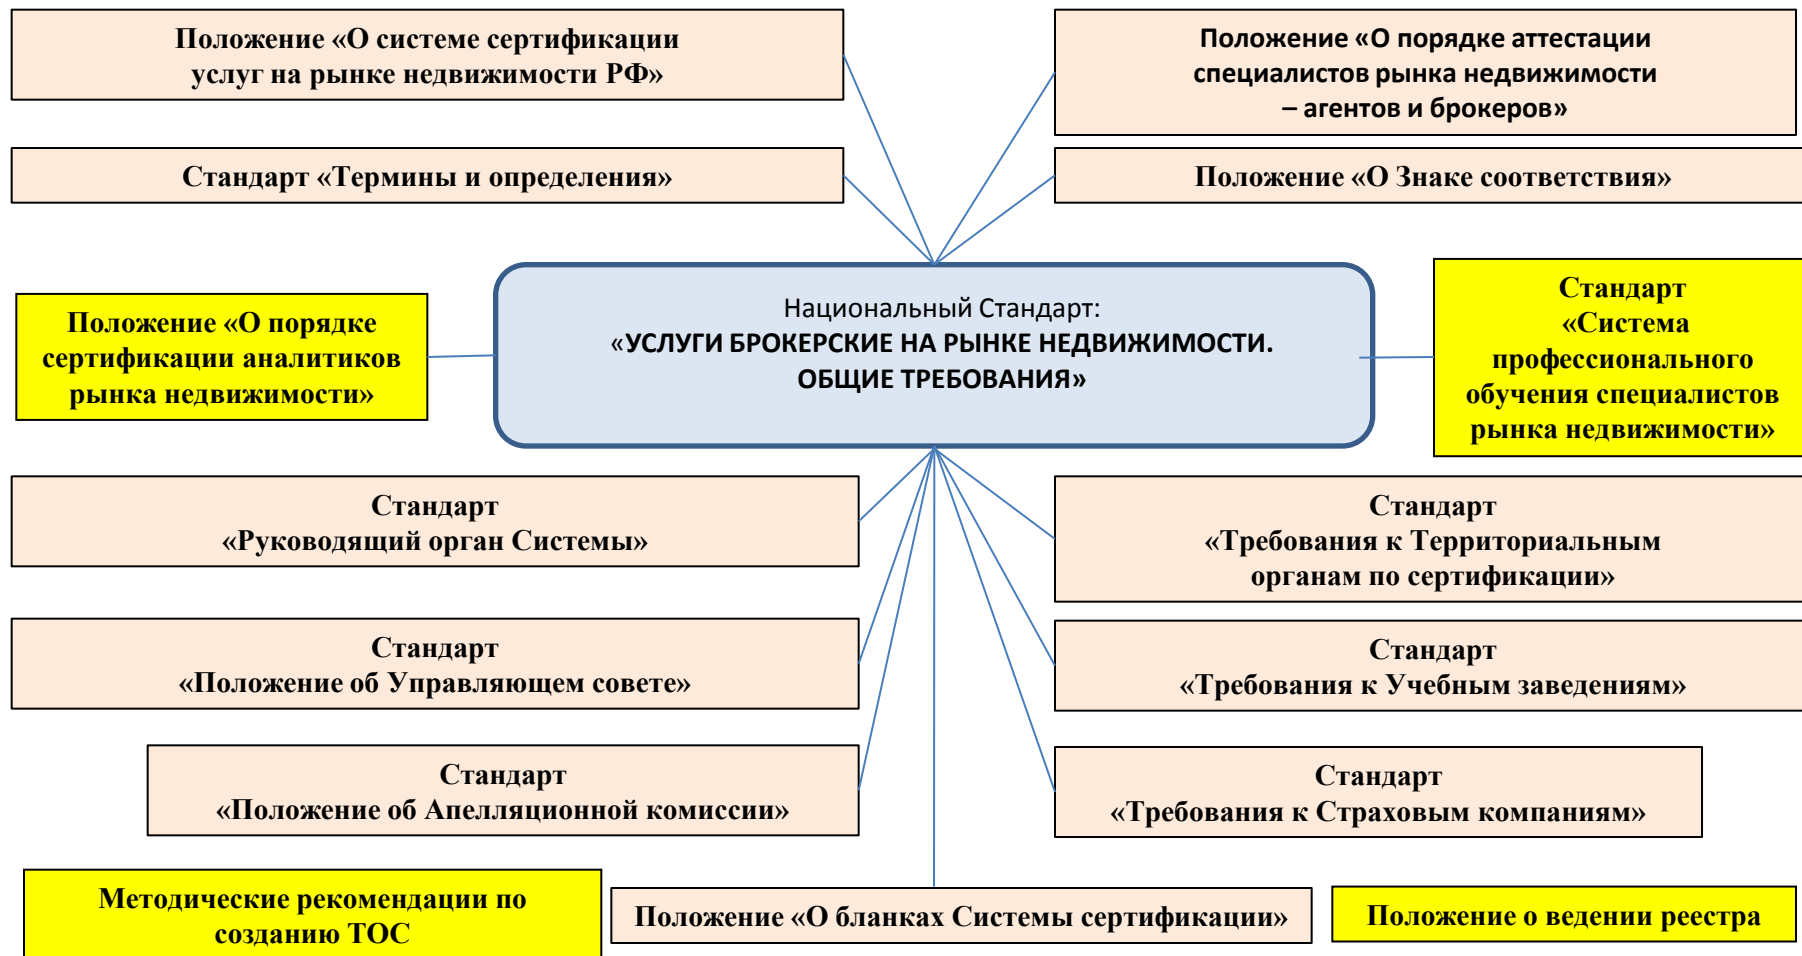 Положение «О системе сертификации
услуг на рынке недвижимости РФ»
Положение «О порядке аттестации
специалистов рынка недвижимости
– агентов и брокеров»
Стандарт «Термины и определения»
Положение «О Знаке соответствия»
Национальный Стандарт:
«УСЛУГИ БРОКЕРСКИЕ НА РЫНКЕ НЕДВИЖИМОСТИ.
ОБЩИЕ ТРЕБОВАНИЯ»
Положение «О порядке
сертификации аналитиков
рынка недвижимости»
Стандарт
«Система
профессионального
обучения специалистов
рынка недвижимости»
Стандарт
«Руководящий орган Системы»
Стандарт
«Требования к Территориальным
органам по сертификации»
Стандарт
«Положение об Управляющем совете»
Стандарт
«Требования к Учебным заведениям»
Стандарт
«Положение об Апелляционной комиссии»
Стандарт
«Требования к Страховым компаниям»
Методические рекомендации по
созданию ТОС
Положение «О бланках Системы сертификации»
Положение о ведении реестра